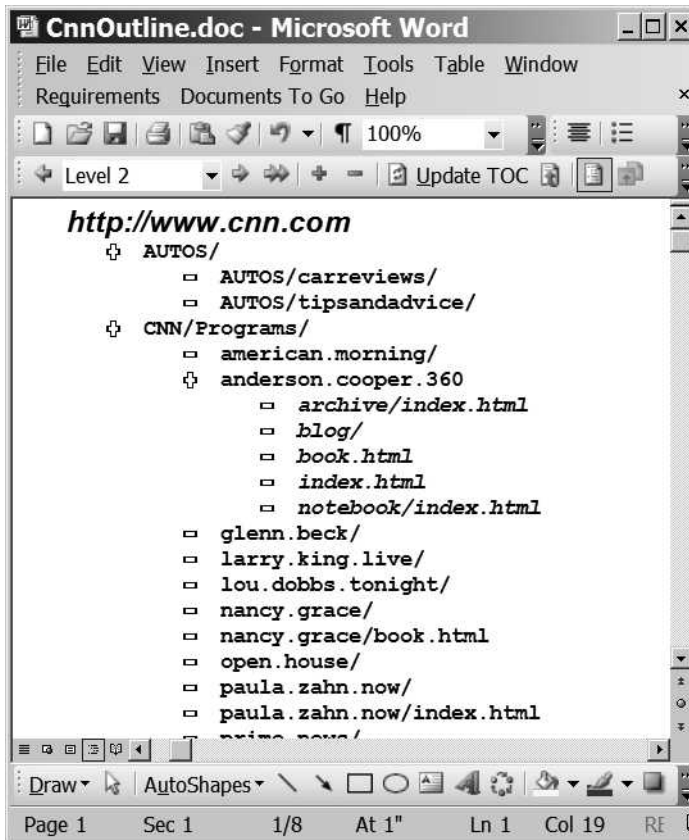 CnnOutline.doc - Microsoft Word
File Edit View Insert Format Tools Table Window
Requirements Documents To Go Help
100%
Level 2 Update TOC
http://www.cnn.com
AUTOS/
AUTOS/carreviews/
AUTOS/tipsandadvice/
CNN/Programs/
american.morning/
anderson.cooper.360
archive/index.html
blog/
book.html
index.html
notebook/index.html
glenn.beck/
larry.king.live/
lou.dobbs.tonight/
nancy.grace/
nancy.grace/book.html
open.house/
paula.zahn.now/
paula.zahn.now/index.html
prime.news/
Draw AutoShapes
Page 1 Sec 1 1/8 At 1" Ln 1 Col 19